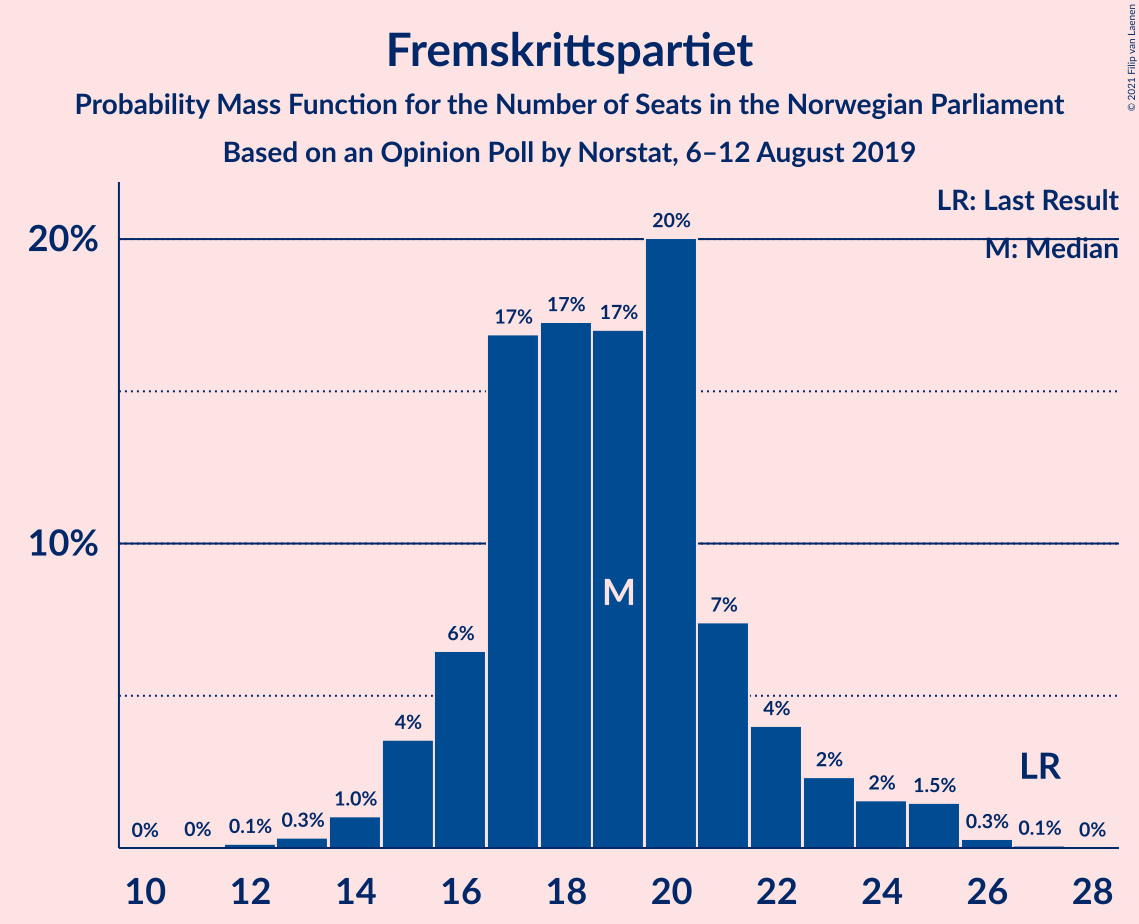 Fremskrittspartiet
Probability Mass Function for the Number of Seats in the Norwegian Parliament
Based on an Opinion Poll by Norstat, 6–12 August 2019
© 2021 Filip van Laenen
LR: Last Result
M: Median
20%
10%
0%
0%
0.1%
0.3%
1.0%
4%
6%
17%
17%
17%
20%
7%
4%
2%
2%
1.5%
0.3%
0.1%
0%
M
LR
10 12 14 16 18 20 22 24 26 28